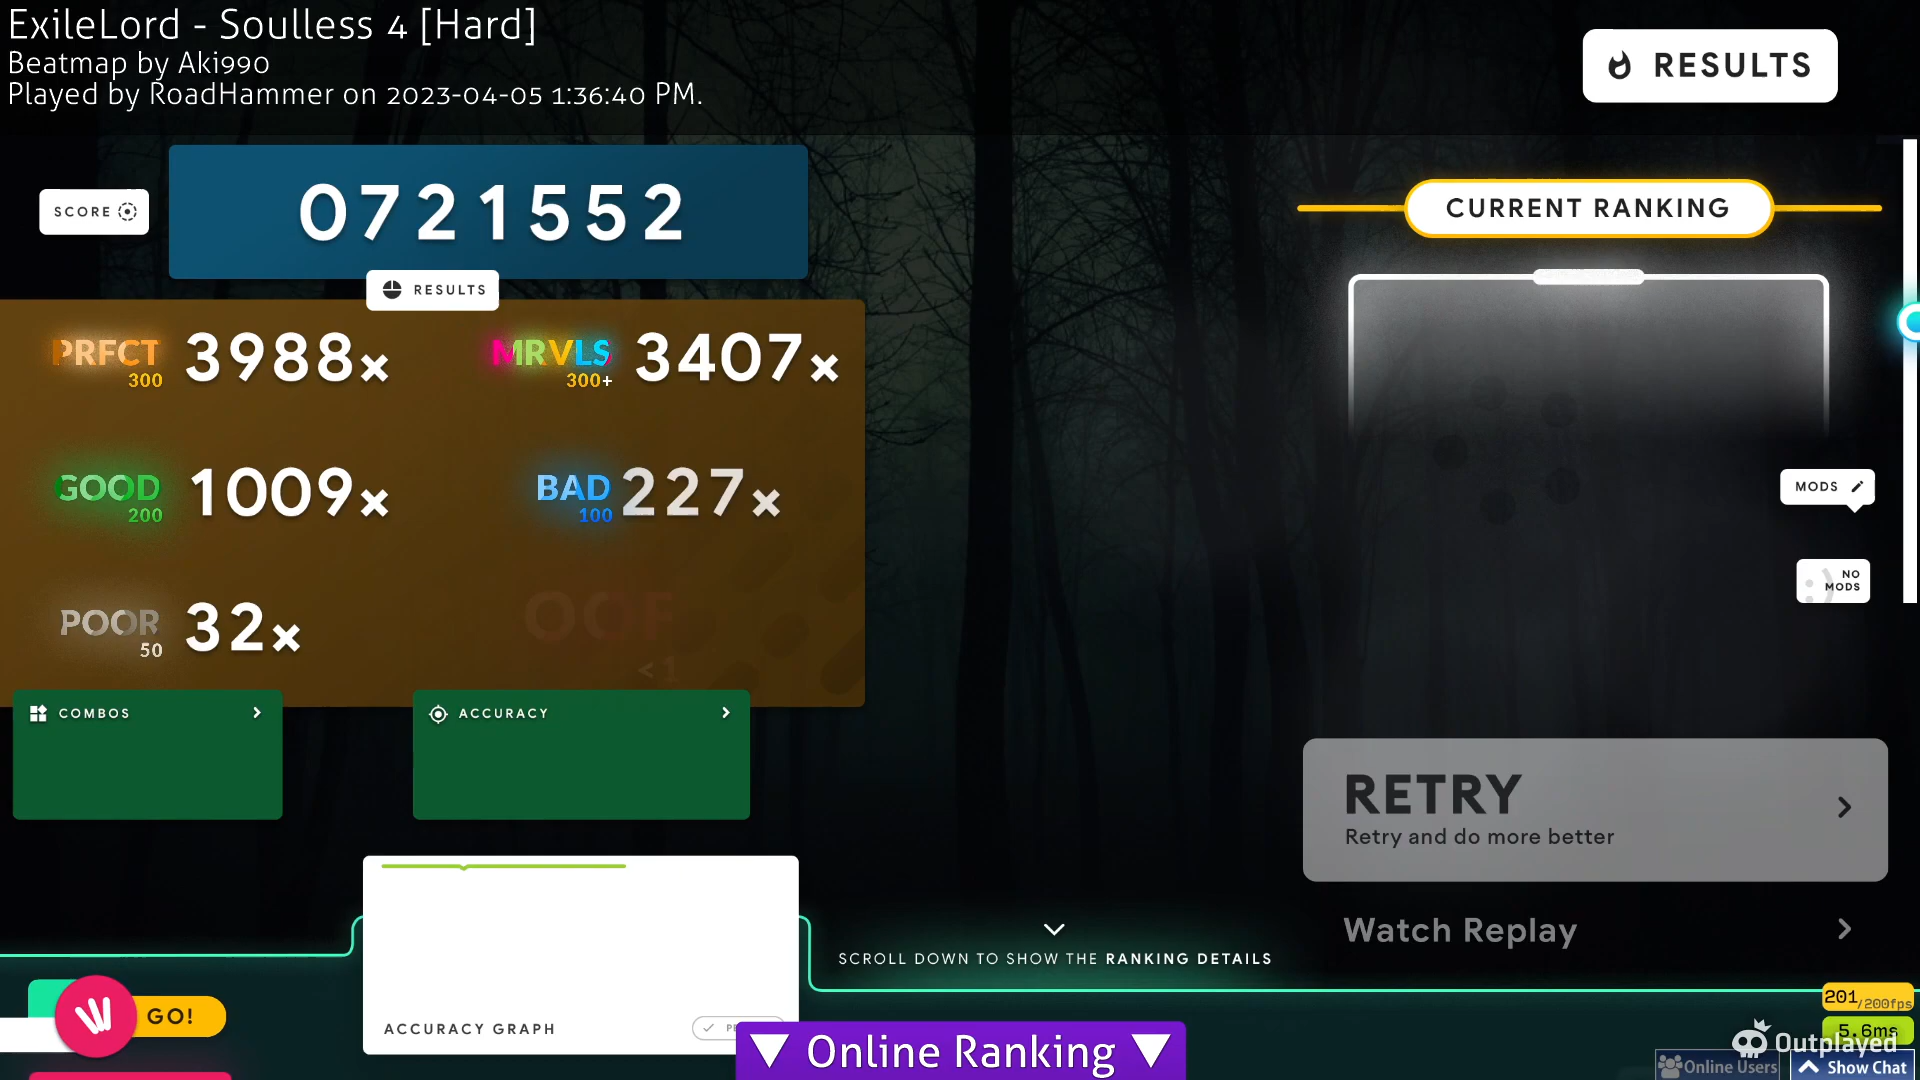 ExileLord - Soulless 4 [Hard]
Beatmap by Aki990
Played by RoadHammer on 2023-04-05 1:36:40 PM.
RESULTS
SCORE
0721552
CURRENT RANKING
RESULTS
PRFCT 300 3988x
MRVLS 300+ 3407x
GOOD 200 1009x
BAD 100 227x
MODS
NO MODS
POOR 50 32x
OOF <1
COMBOS
ACCURACY
RETRY
Retry and do more better
Watch Replay
SCROLL DOWN TO SHOW THE RANKING DETAILS
GO!
ACCURACY GRAPH
Online Ranking
201/200fps
5.6ms
Outplayed
Online Users
Show Chat